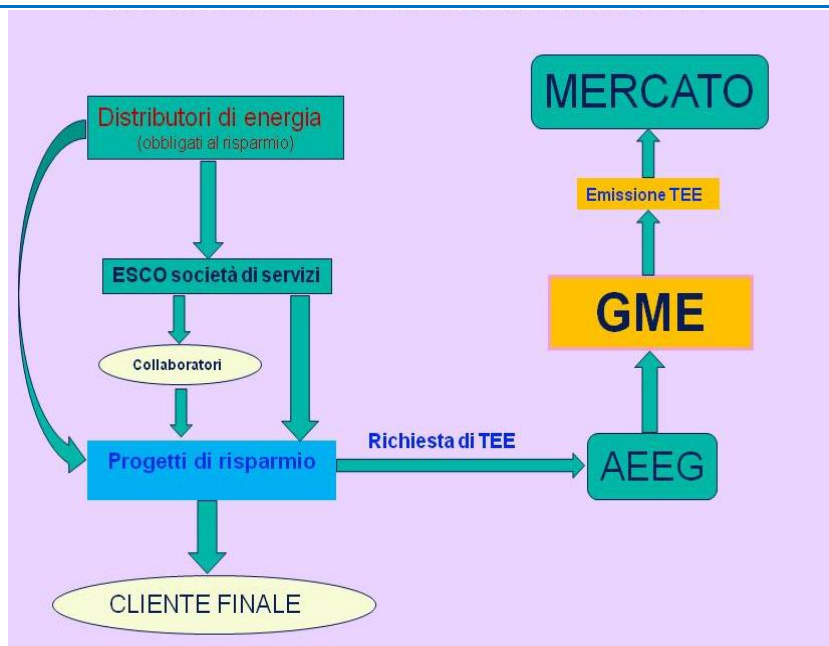 Distributori di energia
(obbligati al risparmio)
ESCO società di servizi
Collaboratori
Progetti di risparmio
CLIENTE FINALE
Richiesta di TEE
AEEG
GME
Emissione TEE
MERCATO